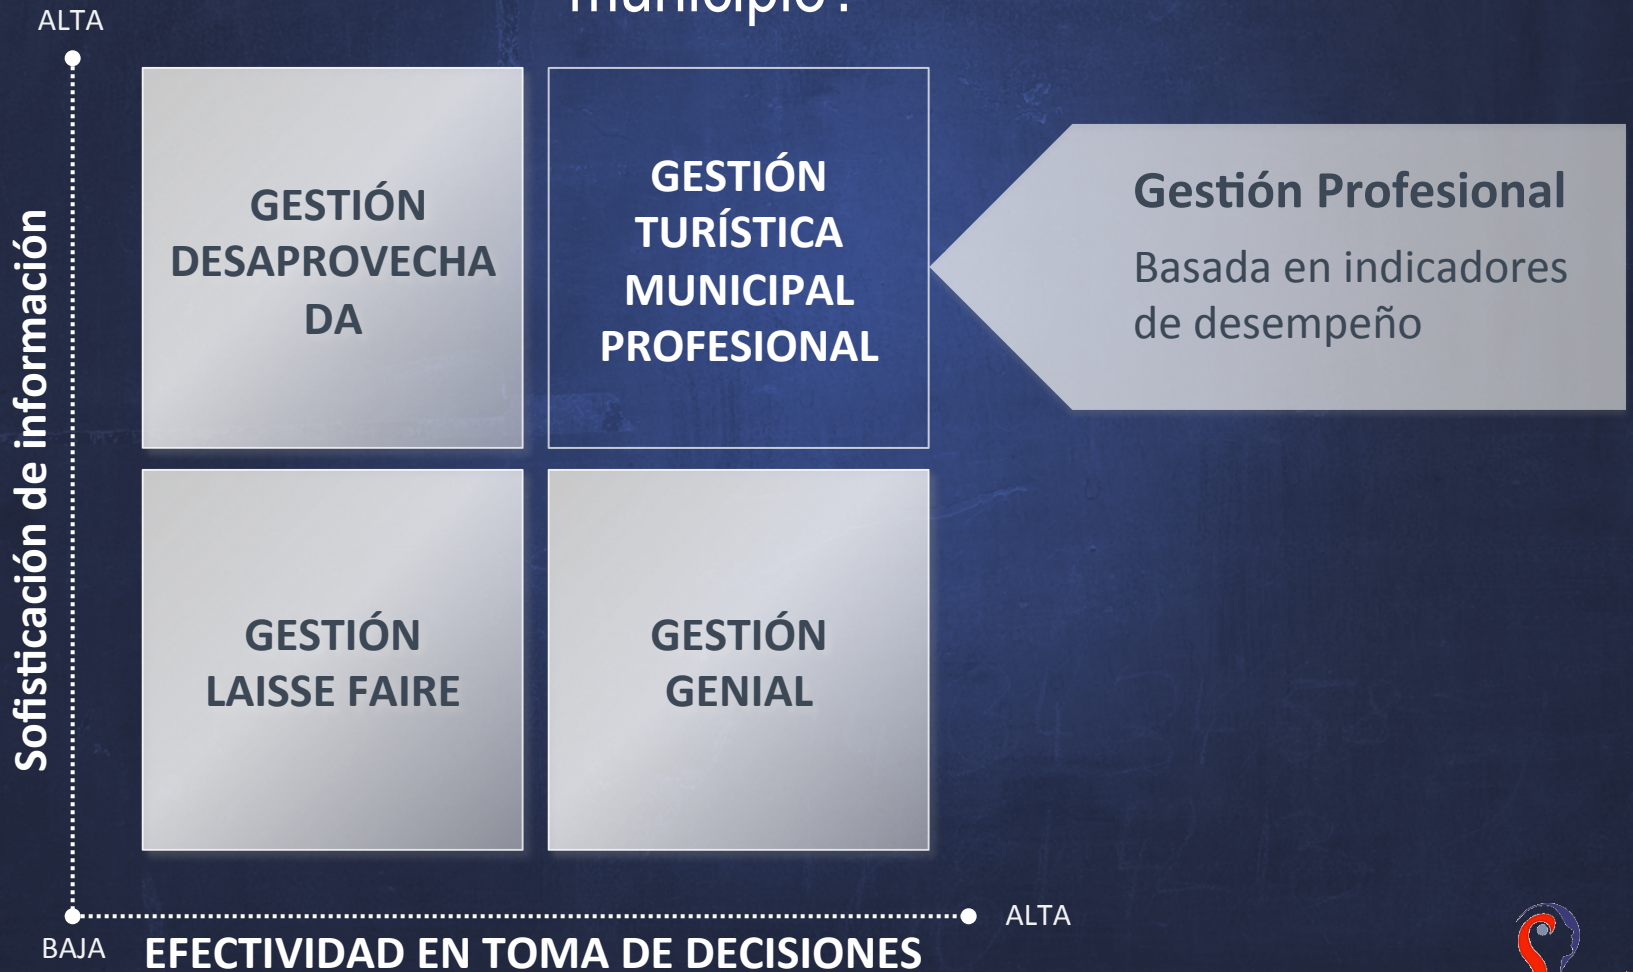 municipio?
ALTA
GESTIÓN
DESAPROVECHA
DA
GESTIÓN
TURÍSTICA
MUNICIPAL
PROFESIONAL
Gestión Profesional
Basada en indicadores
de desempeño
Sofisticación de información
GESTIÓN
LAISSE FAIRE
GESTIÓN
GENIAL
ALTA
BAJA
EFECTIVIDAD EN TOMA DE DECISIONES